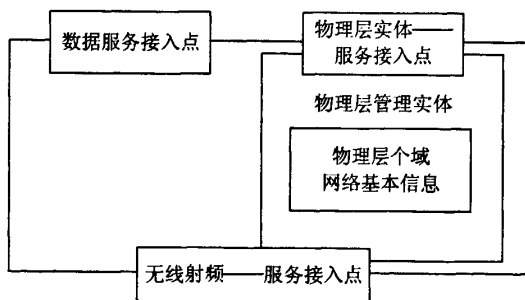 数据服务接入点
物理层实体——
服务接入点
物理层管理实体
物理层个域
网络基本信息
无线射频——服务接入点